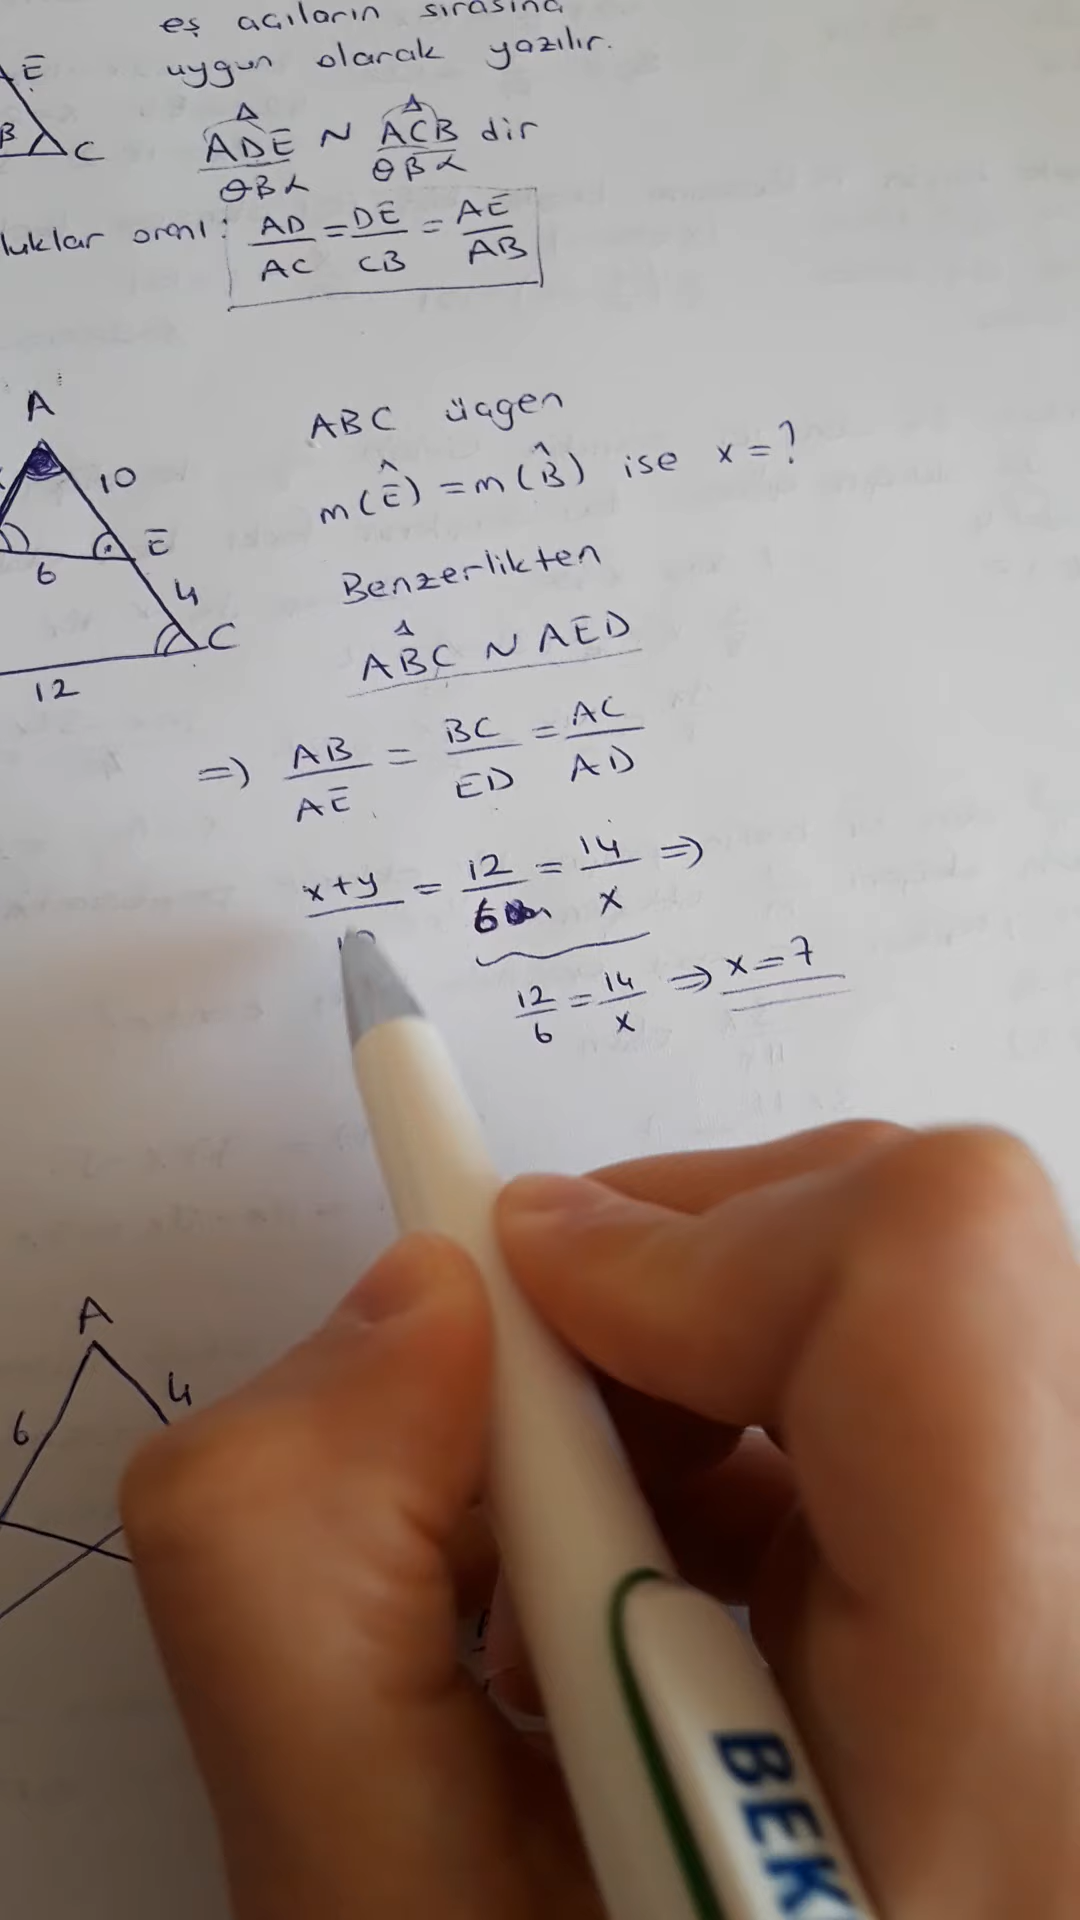 eş açıların sırasına
uygun olarak yazılır.
E
B
C
ADE ~ ACB dir
θBα θBα
luklar oranı: AD/AC = DE/CB = AE/AB
A
10
E
6
4
C
12
ABC üçgen
m(Ê) = m(B̂) ise x = ?
Benzerlikten
ABC ~ AED
=) AB/AE = BC/ED = AC/AD
x+y = 12/6 = 14/x =)
12/6 = 14/x => x=7
A
6
4
BEK